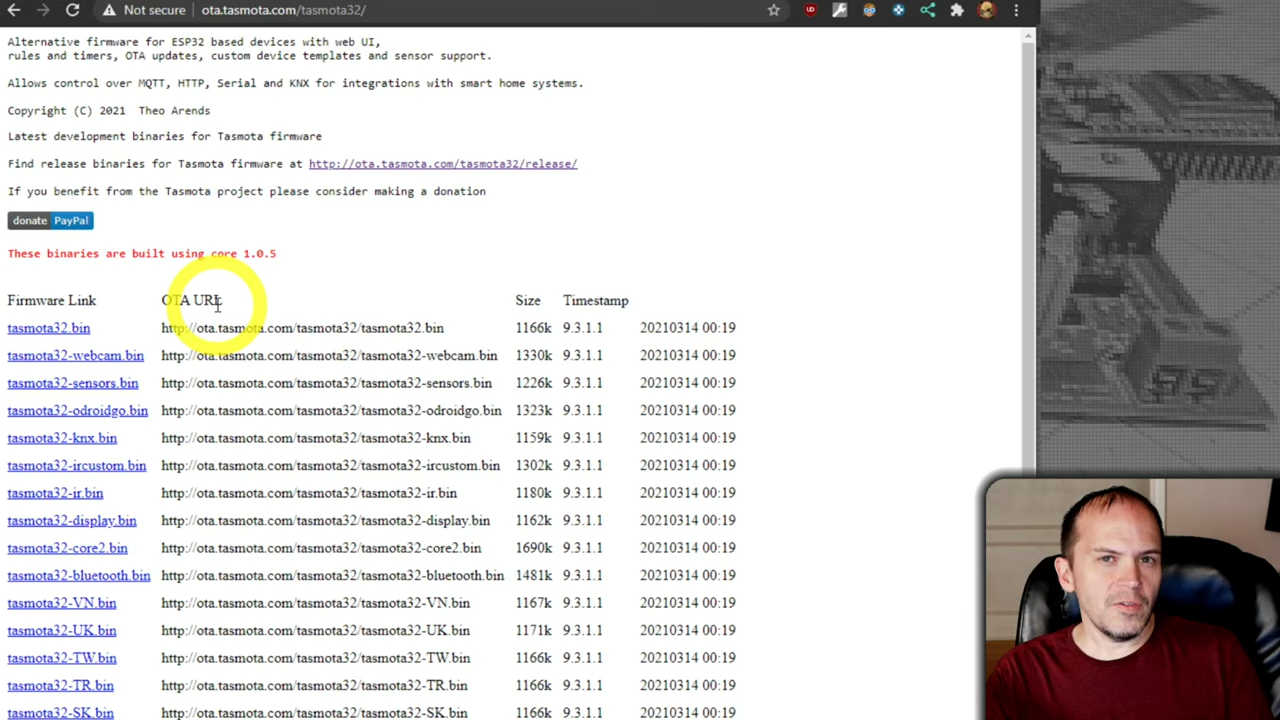 Not secure ota.tasmota.com/tasmota32/
Alternative firmware for ESP32 based devices with web UI,
rules and timers, OTA updates, custom device templates and sensor support.
Allows control over MQTT, HTTP, Serial and KNX for integrations with smart home systems.
Copyright (C) 2021 Theo Arends
Latest development binaries for Tasmota firmware
Find release binaries for Tasmota firmware at http://ota.tasmota.com/tasmota32/release/
If you benefit from the Tasmota project please consider making a donation
donate PayPal
These binaries are built using core 1.0.5
Firmware Link OTA URL Size Timestamp
tasmota32.bin http://ota.tasmota.com/tasmota32/tasmota32.bin 1166k 9.3.1.1 20210314 00:19
tasmota32-webcam.bin http://ota.tasmota.com/tasmota32/tasmota32-webcam.bin 1330k 9.3.1.1 20210314 00:19
tasmota32-sensors.bin http://ota.tasmota.com/tasmota32/tasmota32-sensors.bin 1226k 9.3.1.1 20210314 00:19
tasmota32-odroidgo.bin http://ota.tasmota.com/tasmota32/tasmota32-odroidgo.bin 1323k 9.3.1.1 20210314 00:19
tasmota32-knx.bin http://ota.tasmota.com/tasmota32/tasmota32-knx.bin 1159k 9.3.1.1 20210314 00:19
tasmota32-ircustom.bin http://ota.tasmota.com/tasmota32/tasmota32-ircustom.bin 1302k 9.3.1.1 20210314 00:19
tasmota32-ir.bin http://ota.tasmota.com/tasmota32/tasmota32-ir.bin 1180k 9.3.1.1 20210314 00:19
tasmota32-display.bin http://ota.tasmota.com/tasmota32/tasmota32-display.bin 1162k 9.3.1.1 20210314 00:19
tasmota32-core2.bin http://ota.tasmota.com/tasmota32/tasmota32-core2.bin 1690k 9.3.1.1 20210314 00:19
tasmota32-bluetooth.bin http://ota.tasmota.com/tasmota32/tasmota32-bluetooth.bin 1481k 9.3.1.1 20210314 00:19
tasmota32-VN.bin http://ota.tasmota.com/tasmota32/tasmota32-VN.bin 1167k 9.3.1.1 20210314 00:19
tasmota32-UK.bin http://ota.tasmota.com/tasmota32/tasmota32-UK.bin 1171k 9.3.1.1 20210314 00:19
tasmota32-TW.bin http://ota.tasmota.com/tasmota32/tasmota32-TW.bin 1166k 9.3.1.1 20210314 00:19
tasmota32-TR.bin http://ota.tasmota.com/tasmota32/tasmota32-TR.bin 1166k 9.3.1.1 20210314 00:19
tasmota32-SK.bin http://ota.tasmota.com/tasmota32/tasmota32-SK.bin 1166k 9.3.1.1 20210314 00:19